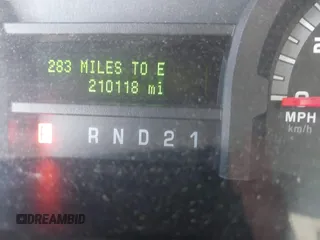 283 MILES TO E
210118 mi
P R N D 2 1
MPH
km/h
DREAMBID